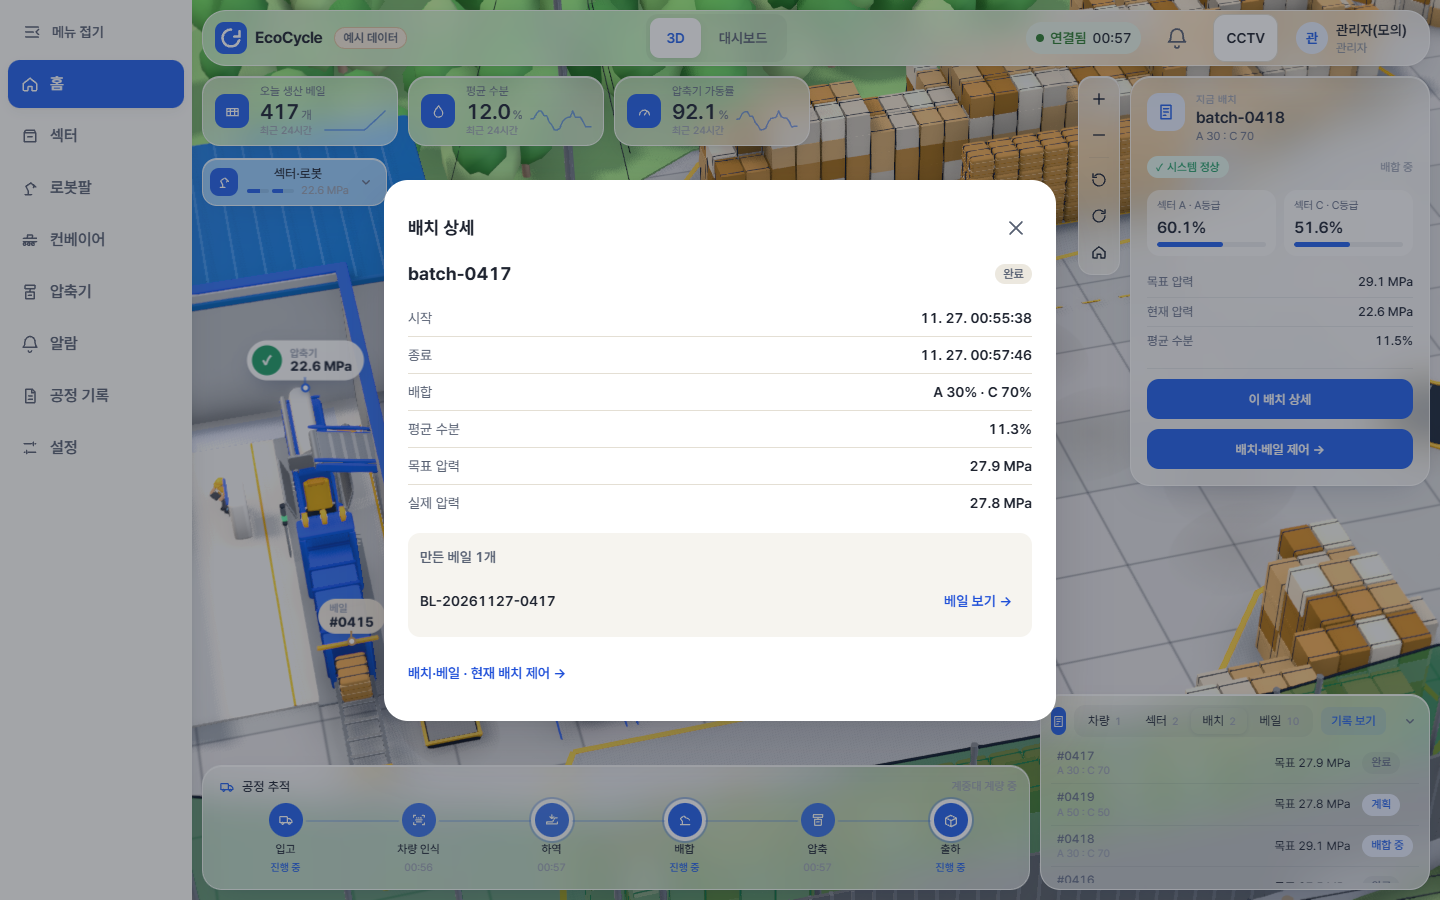 메뉴 접기
홈
섹터
로봇팔
컨베이어
압축기
알람
공정 기록
설정
EcoCycle
예시 데이터
3D
대시보드
연결됨 00:57
CCTV
관
관리자(모의)
관리자
오늘 생산 베일
417 개
최근 24시간
평균 수분
12.0 %
최근 24시간
압축기 가동률
92.1 %
최근 24시간
섹터·로봇
22.6 MPa
압축기
22.6 MPa
베일
#0415
지금 배치
batch-0418
A 30 : C 70
✓ 시스템 정상
배합 중
섹터 A · A등급
60.1%
섹터 C · C등급
51.6%
목표 압력 29.1 MPa
현재 압력 22.6 MPa
평균 수분 11.5%
이 배치 상세
배치·베일 제어 →
배치 상세
batch-0417
완료
시작 11. 27. 00:55:38
종료 11. 27. 00:57:46
배합 A 30% · C 70%
평균 수분 11.3%
목표 압력 27.9 MPa
실제 압력 27.8 MPa
만든 베일 1개
BL-20261127-0417 베일 보기 →
배치·베일 · 현재 배치 제어 →
공정 추적
계중대 계량 중
입고
진행 중
차량 인식
00:56
하역
00:57
배합
진행 중
압축
00:57
출하
진행 중
차량 1
섹터 2
배치 2
베일 10
기록 보기
#0417
A 30 : C 70
목표 27.9 MPa
완료
#0419
A 50 : C 50
목표 27.8 MPa
계획
#0418
A 30 : C 70
목표 29.1 MPa
배합 중
#0416